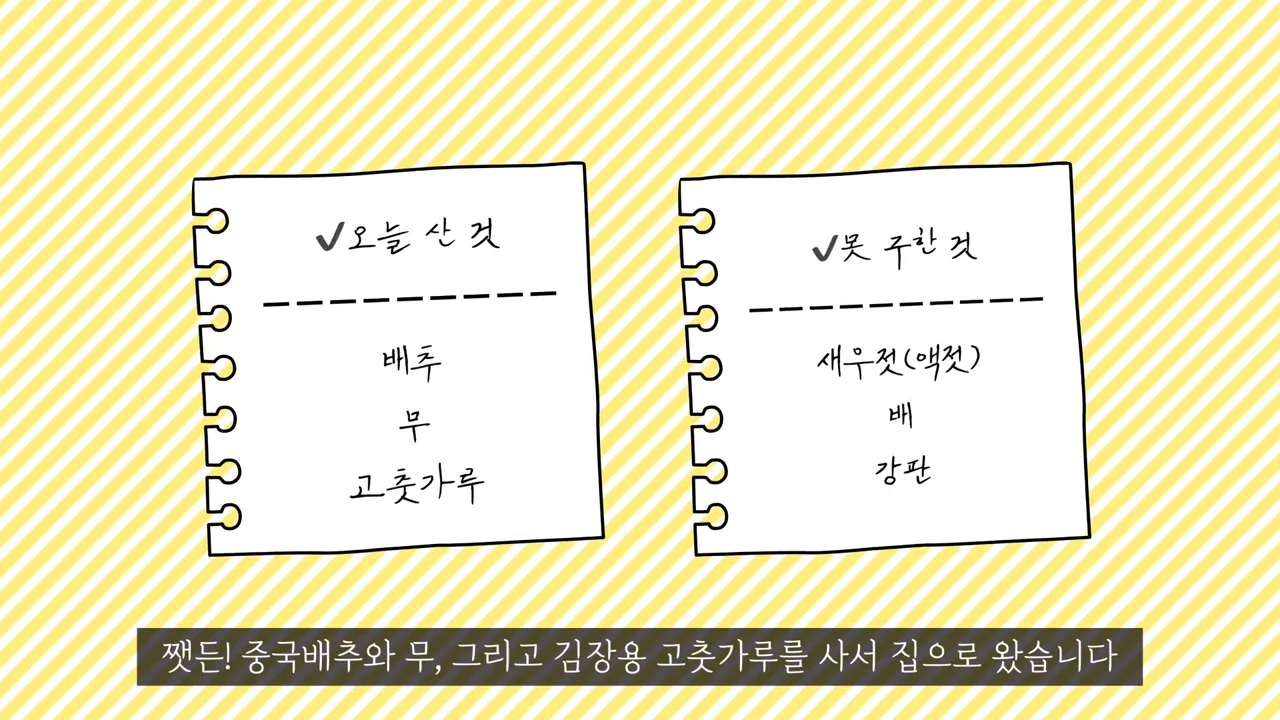 ✔오늘 산 것
배추
무
고춧가루
✔못 구한 것
새우젓(액젓)
배
강판
쨋든! 중국배추와 무, 그리고 김장용 고춧가루를 사서 집으로 왔습니다